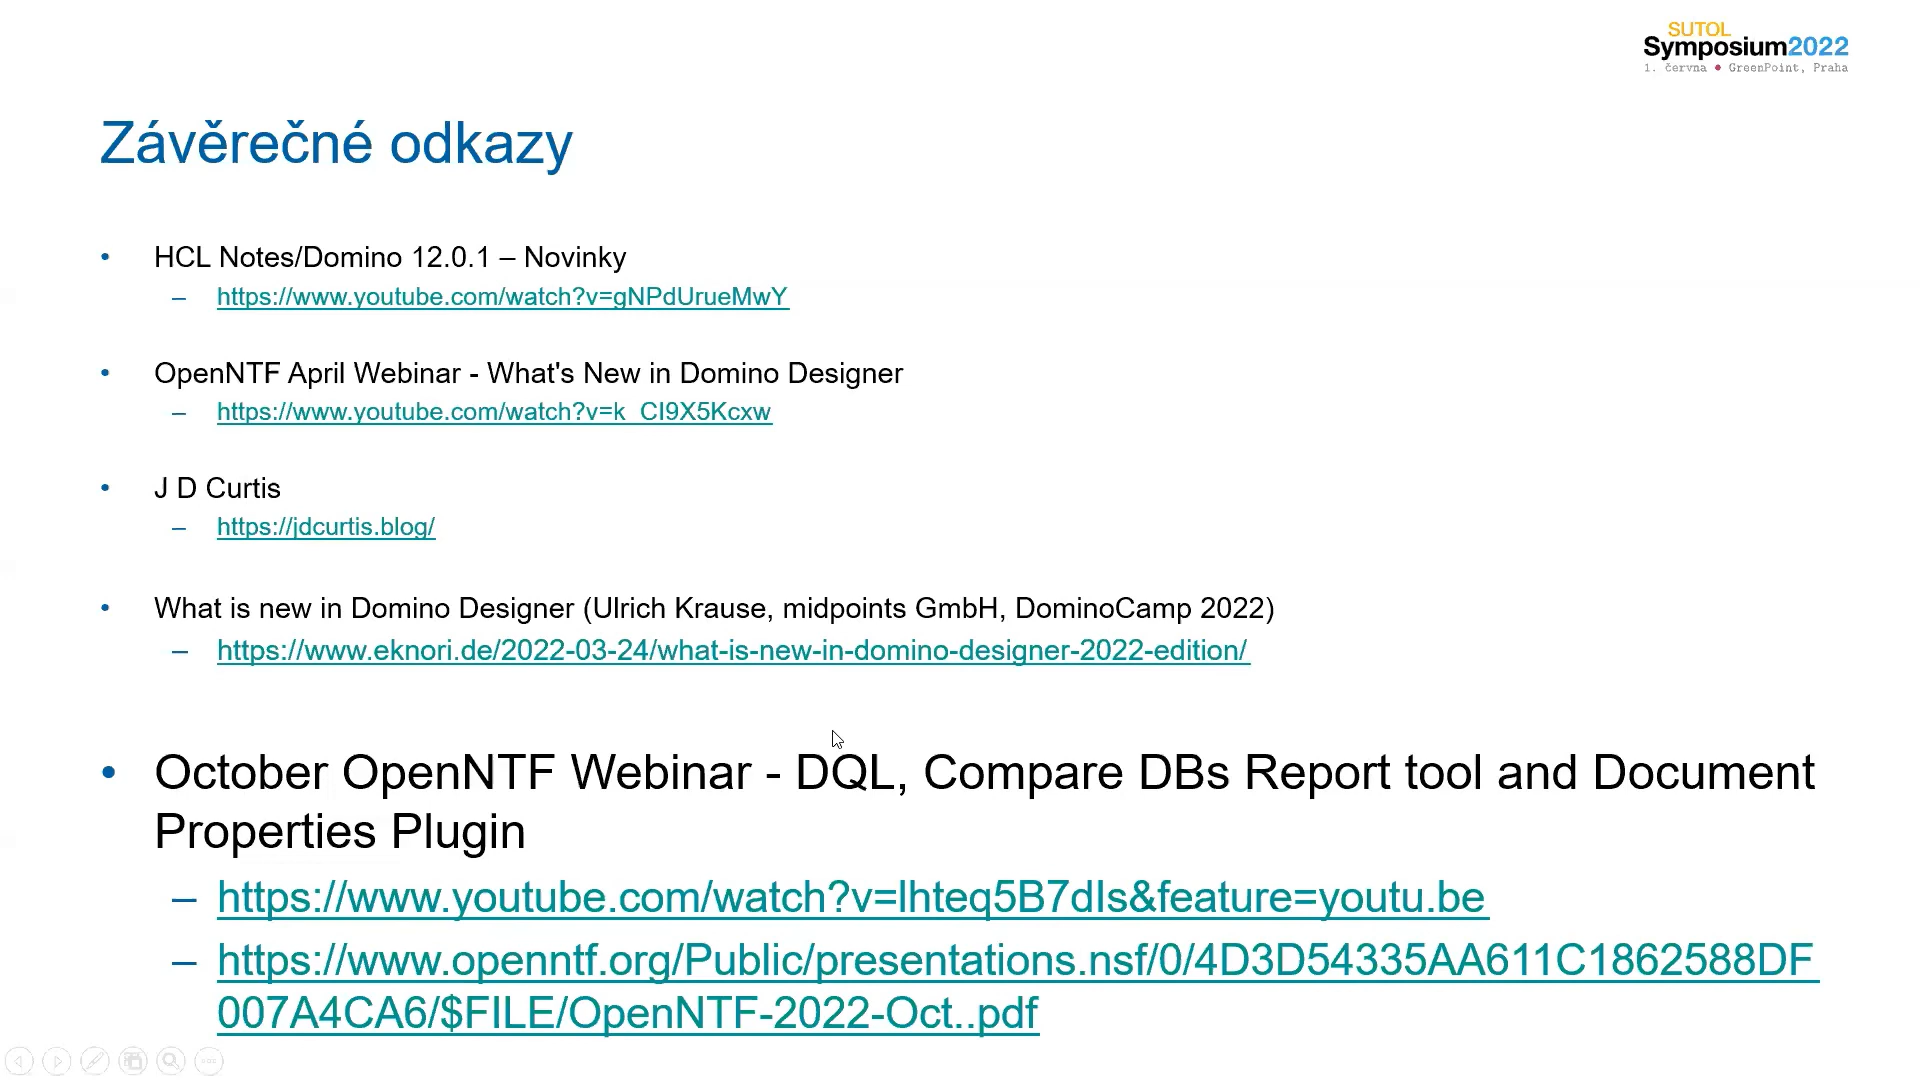 SUTOL
Symposium2022
1. června • GreenPoint, Praha
Závěrečné odkazy
• HCL Notes/Domino 12.0.1 – Novinky
– https://www.youtube.com/watch?v=gNPdUrueMwY
• OpenNTF April Webinar - What's New in Domino Designer
– https://www.youtube.com/watch?v=k_CI9X5Kcxw
• J D Curtis
– https://jdcurtis.blog/
• What is new in Domino Designer (Ulrich Krause, midpoints GmbH, DominoCamp 2022)
– https://www.eknori.de/2022-03-24/what-is-new-in-domino-designer-2022-edition/
• October OpenNTF Webinar - DQL, Compare DBs Report tool and Document
Properties Plugin
– https://www.youtube.com/watch?v=lhteq5B7dIs&feature=youtu.be
– https://www.openntf.org/Public/presentations.nsf/0/4D3D54335AA611C1862588DF
007A4CA6/$FILE/OpenNTF-2022-Oct..pdf